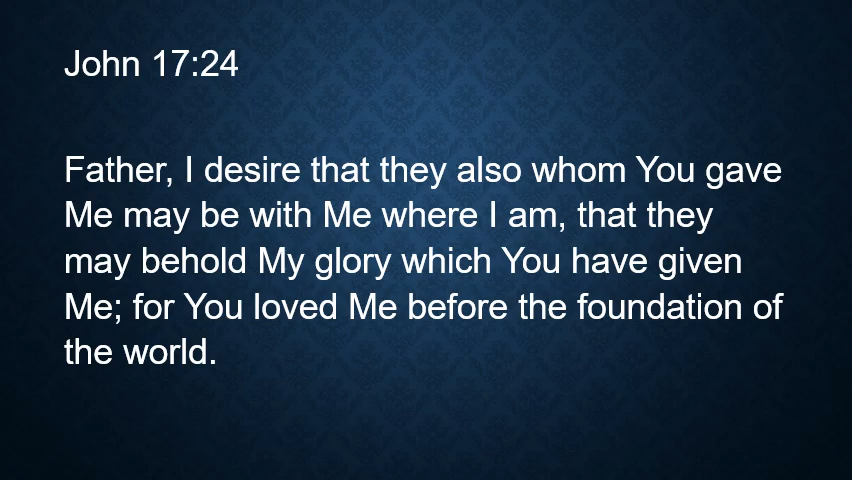 John 17:24
Father, I desire that they also whom You gave
Me may be with Me where I am, that they
may behold My glory which You have given
Me; for You loved Me before the foundation of
the world.